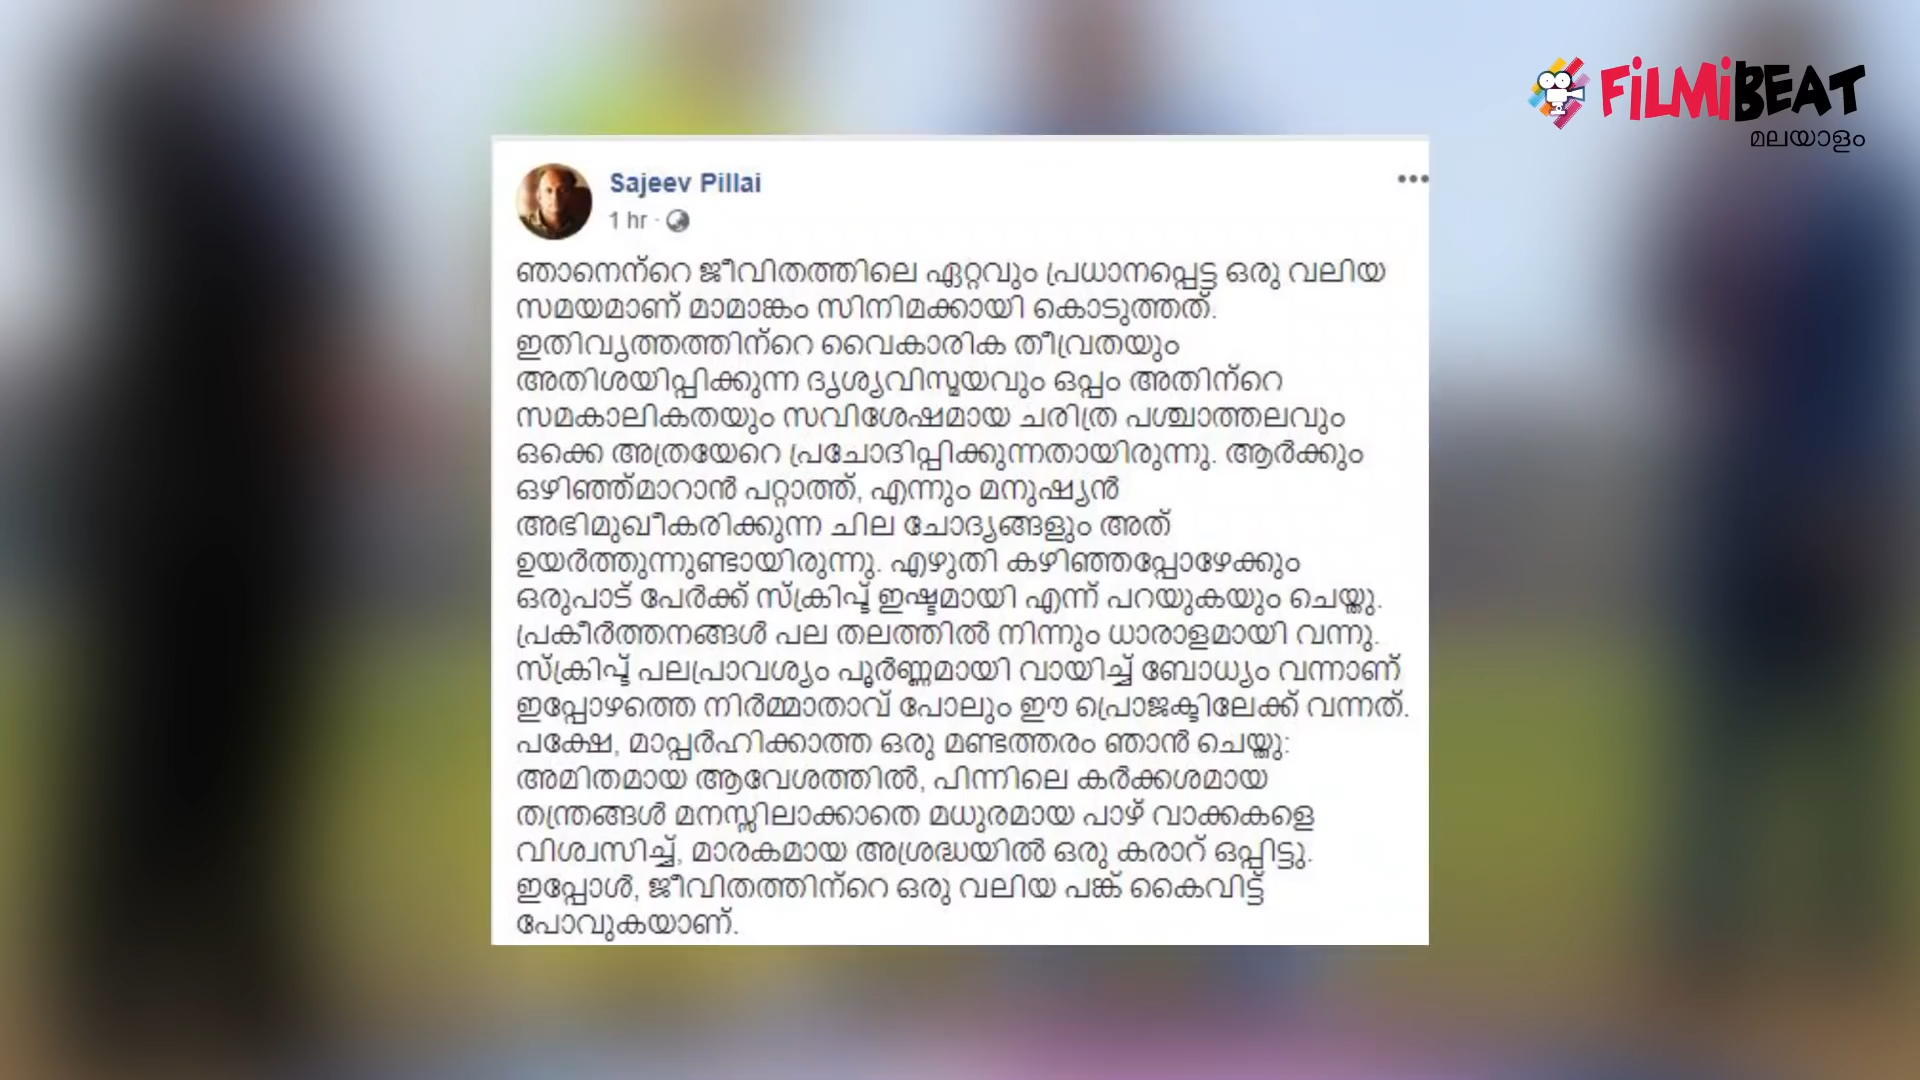 FiLMiBEAT
മലയാളം
Sajeev Pillai
1 hr ·
ഞാനെന്റെ ജീവിതത്തിലെ ഏറ്റവും പ്രധാനപ്പെട്ട ഒരു വലിയ
സമയമാണ് മാമാങ്കം സിനിമക്കായി കൊടുത്തത്.
ഇതിവൃത്തത്തിന്റെ വൈകാരിക തീവ്രതയും
അതിശയിപ്പിക്കുന്ന ദൃശ്യവിസ്മയവും ഒപ്പം അതിന്റെ
സമകാലികതയും സവിശേഷമായ ചരിത്ര പശ്ചാത്തലവും
ഒക്കെ അത്രയേറെ പ്രചോദിപ്പിക്കുന്നതായിരുന്നു. ആർക്കും
ഒഴിഞ്ഞ്മാറാൻ പറ്റാത്ത്, എന്നും മനുഷ്യൻ
അഭിമുഖീകരിക്കുന്ന ചില ചോദ്യങ്ങളും അത്
ഉയർത്തുന്നുണ്ടായിരുന്നു. എഴുതി കഴിഞ്ഞപ്പോഴേക്കും
ഒരുപാട് പേർക്ക് സ്ക്രിപ്ട് ഇഷ്ടമായി എന്ന് പറയുകയും ചെയ്തു.
പ്രകീർത്തനങ്ങൾ പല തലത്തിൽ നിന്നും ധാരാളമായി വന്നു.
സ്ക്രിപ്ട് പലപ്രാവശ്യം പൂർണ്ണമായി വായിച്ച് ബോധ്യം വന്നാണ്
ഇപ്പോഴത്തെ നിർമ്മാതാവ് പോലും ഈ പ്രൊജക്ടിലേക്ക് വന്നത്.
പക്ഷേ, മാപ്പർഹിക്കാത്ത ഒരു മണ്ടത്തരം ഞാൻ ചെയ്തു:
അമിതമായ ആവേശത്തിൽ, പിന്നിലെ കർക്കശമായ
തന്ത്രങ്ങൾ മനസ്സിലാക്കാതെ മധുരമായ പാഴ് വാക്കുകളെ
വിശ്വസിച്ച്, മാരകമായ അശ്രദ്ധയിൽ ഒരു കരാറ് ഒപ്പിട്ടു.
ഇപ്പോൾ, ജീവിതത്തിന്റെ ഒരു വലിയ പങ്ക് കൈവിട്ട്
പോവുകയാണ്.